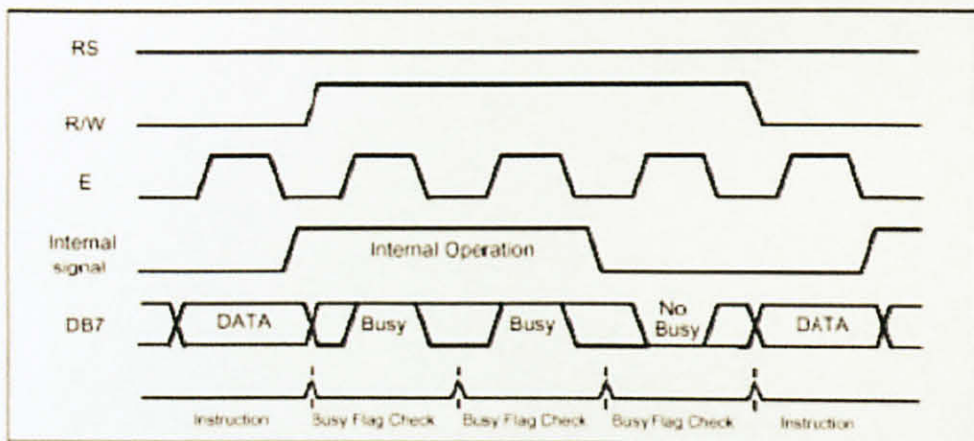 RS
R/W
E
Internal signal
Internal Operation
DB7
DATA
Busy
Busy
No Busy
DATA
Instruction
Busy Flag Check
Busy Flag Check
Busy Flag Check
Instruction